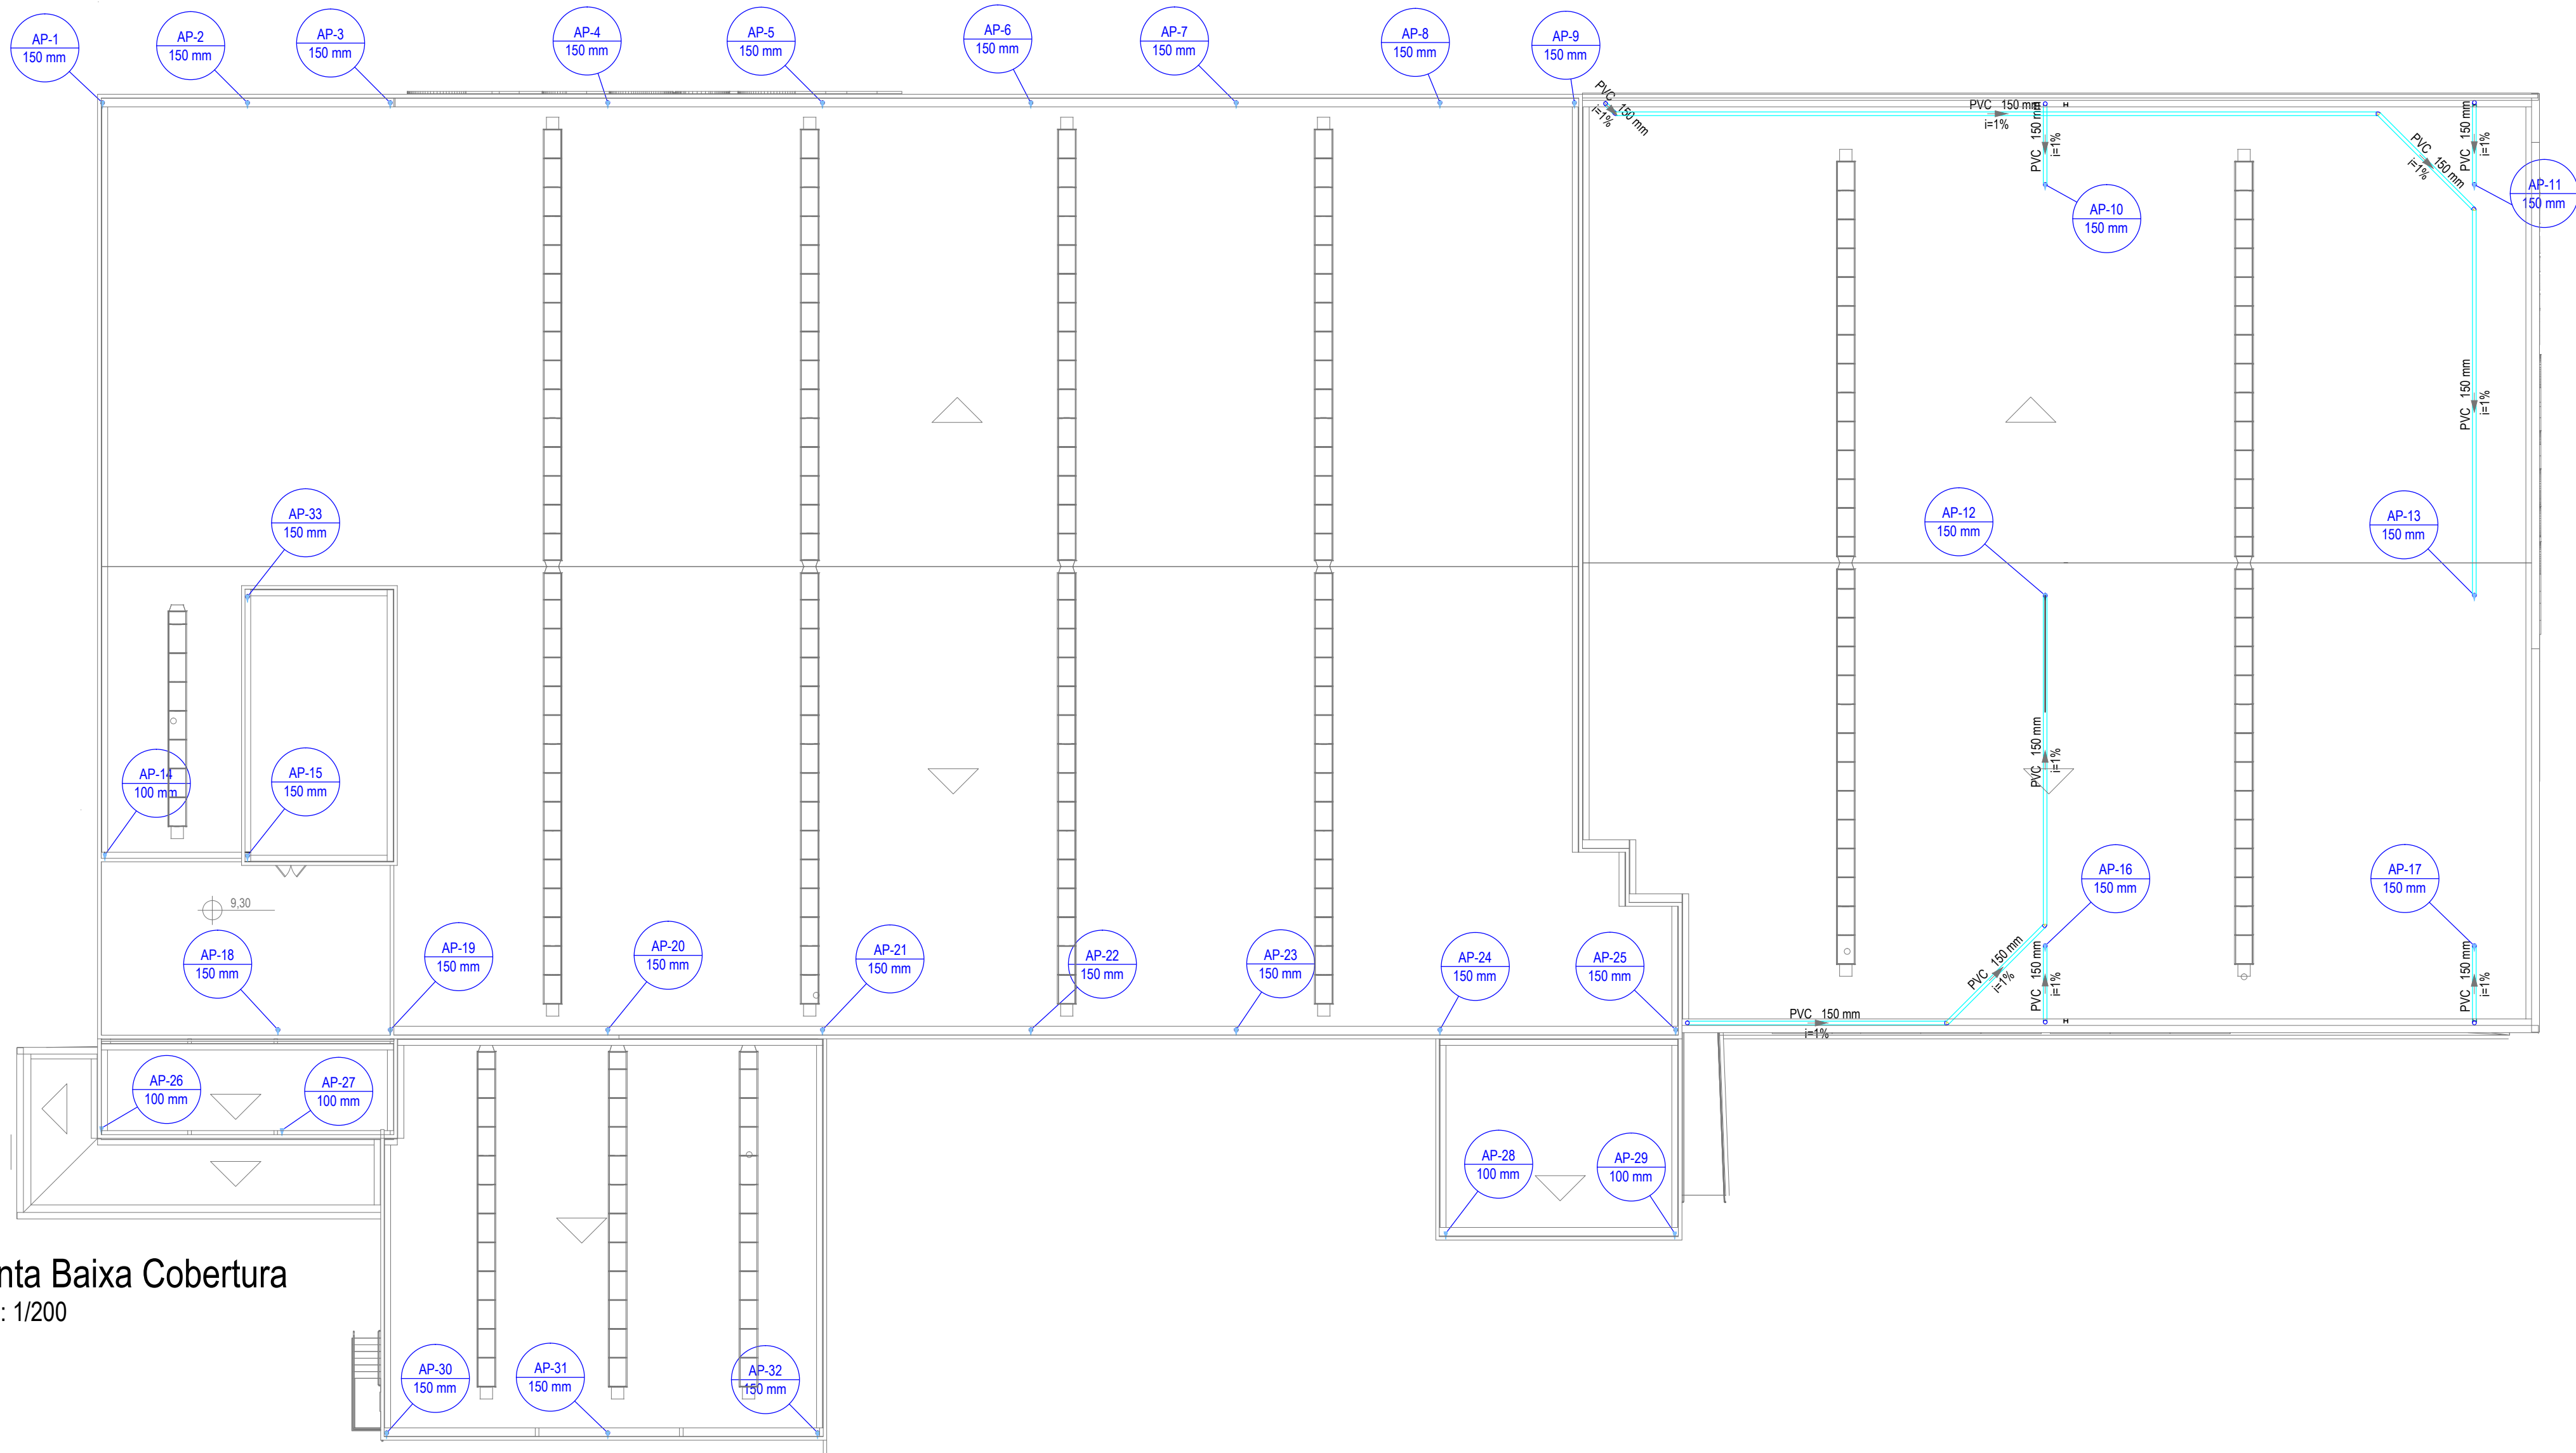 AP-1
150 mm
AP-2
150 mm
AP-3
150 mm
AP-4
150 mm
AP-5
150 mm
AP-6
150 mm
AP-7
150 mm
AP-8
150 mm
AP-9
150 mm
PVC 150 mm
i=1%
PVC 150 mm
i=1%
PVC 150 mm
i=1%
PVC 150 mm
i=1%
PVC 150 mm
i=1%
AP-10
150 mm
AP-11
150 mm
PVC 150 mm
i=1%
AP-33
150 mm
AP-12
150 mm
AP-13
150 mm
AP-14
100 mm
AP-15
150 mm
PVC 150 mm
i=1%
AP-16
150 mm
AP-17
150 mm
9,30
AP-18
150 mm
AP-19
150 mm
AP-20
150 mm
AP-21
150 mm
AP-22
150 mm
AP-23
150 mm
AP-24
150 mm
AP-25
150 mm
PVC 150 mm
i=1%
PVC 150 mm
i=1%
PVC 150 mm
i=1%
PVC 150 mm
i=1%
AP-26
100 mm
AP-27
100 mm
AP-28
100 mm
AP-29
100 mm
nta Baixa Cobertura
: 1/200
AP-30
150 mm
AP-31
150 mm
AP-32
150 mm